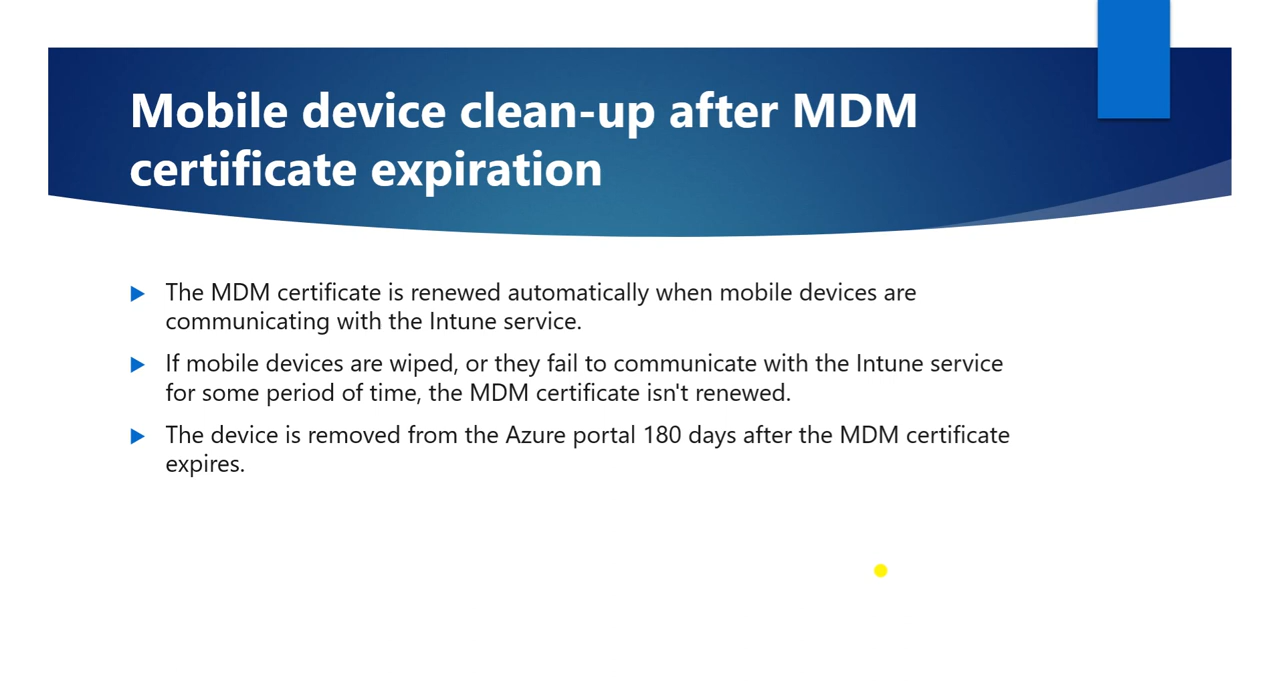 Mobile device clean-up after MDM
certificate expiration
The MDM certificate is renewed automatically when mobile devices are
communicating with the Intune service.
If mobile devices are wiped, or they fail to communicate with the Intune service
for some period of time, the MDM certificate isn't renewed.
The device is removed from the Azure portal 180 days after the MDM certificate
expires.